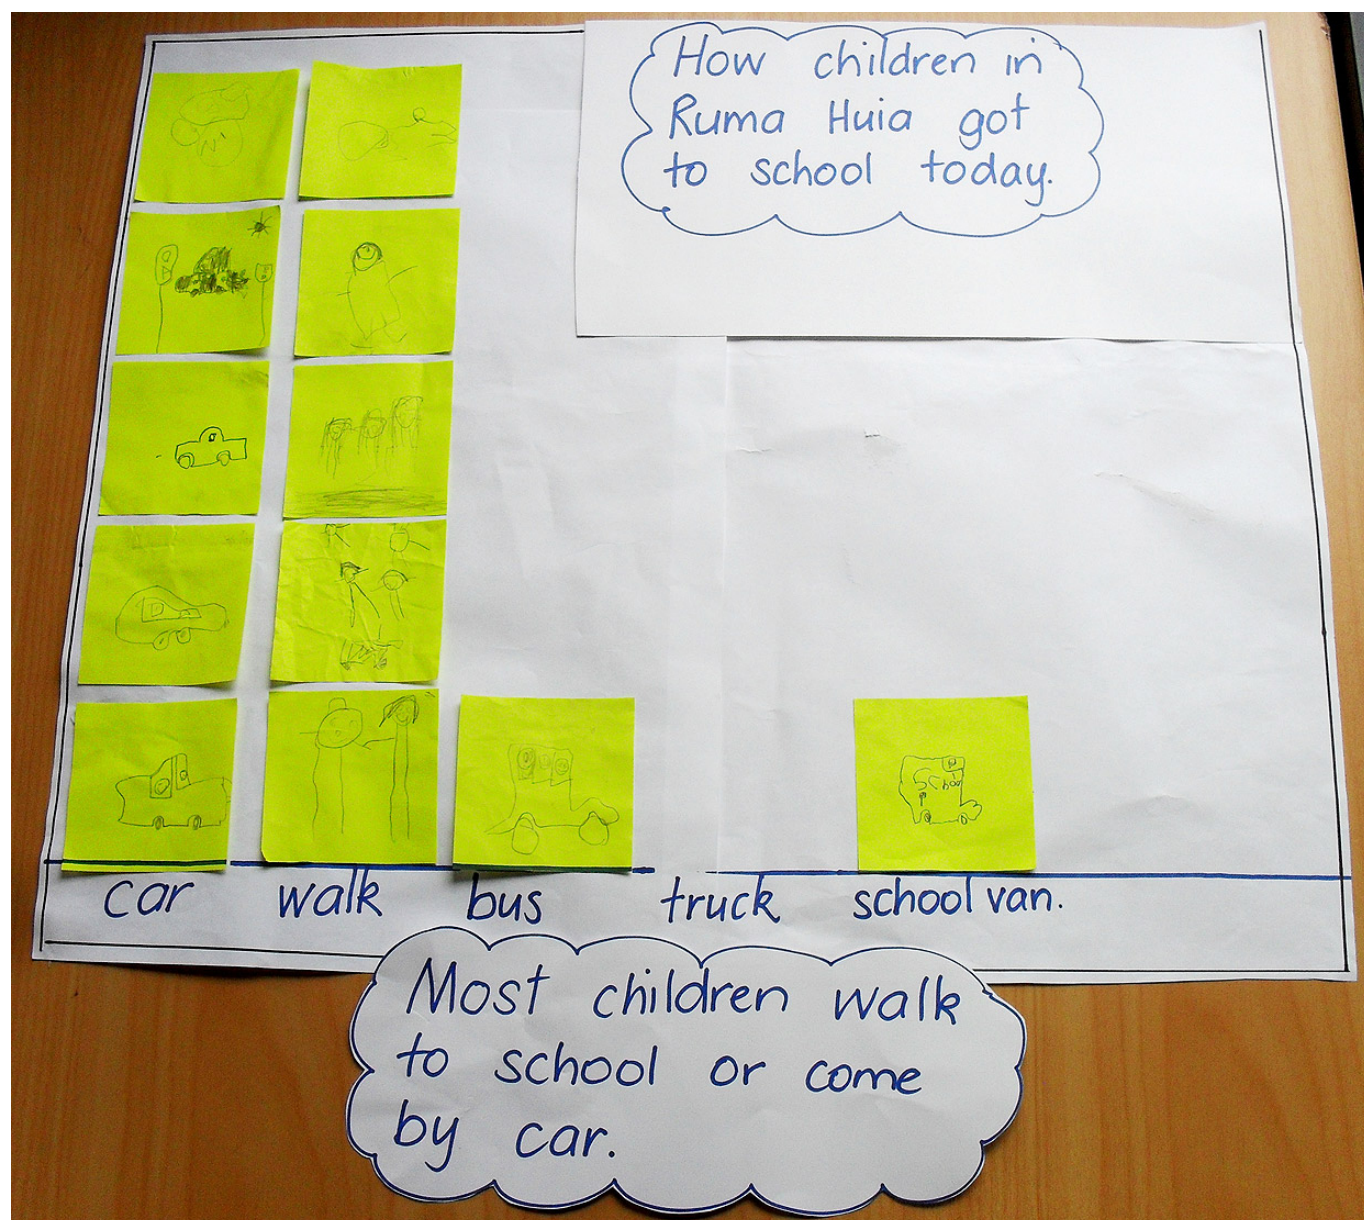 How children in
Ruma Huia got
to school today.
School
car walk bus truck school van.
Most children walk
to school or come
by car.